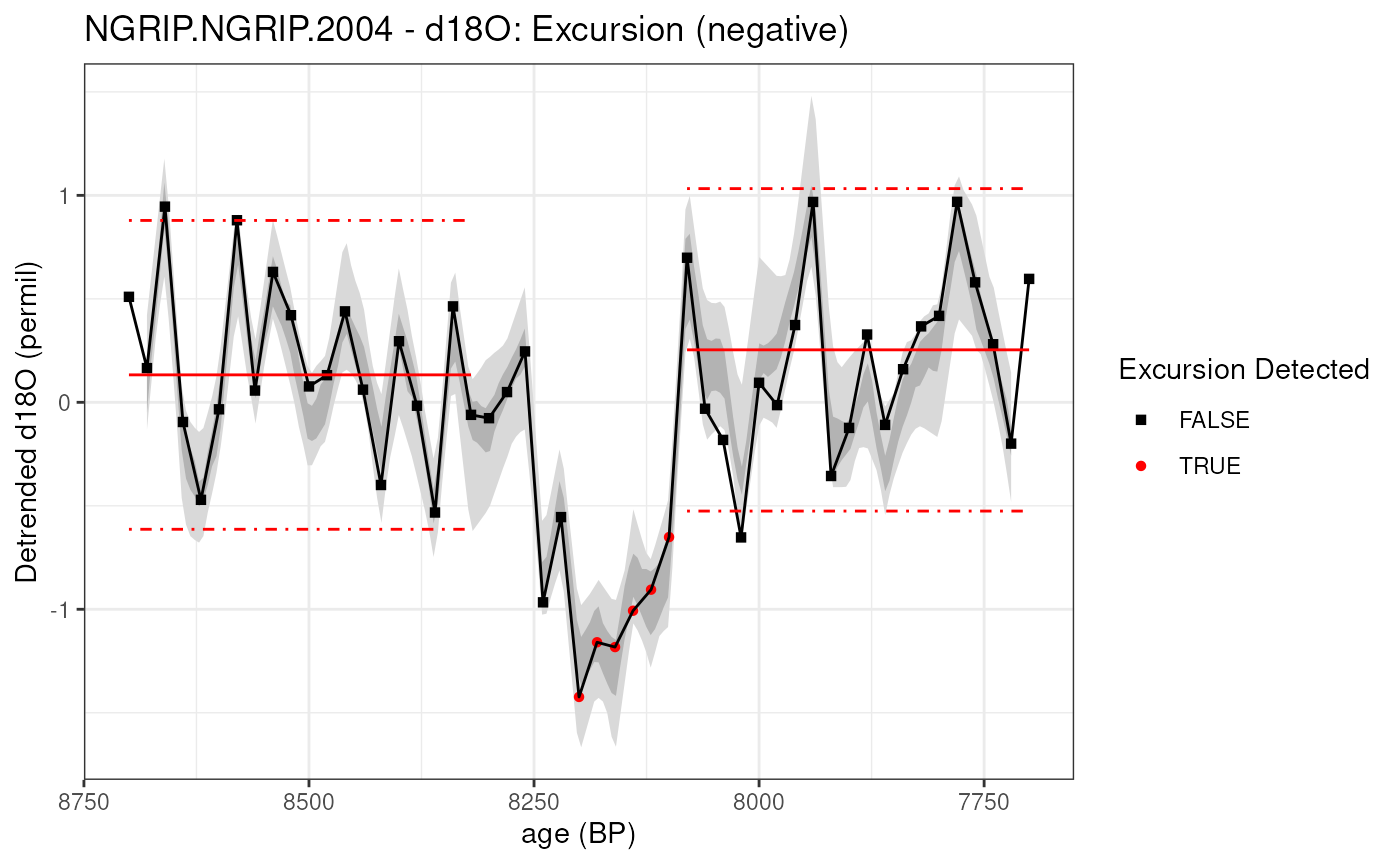 NGRIP.NGRIP.2004 - d18O: Excursion (negative)
Detrended d18O (permil)
1
0
-1
8750 8500 8250 8000 7750
age (BP)
Excursion Detected
FALSE
TRUE